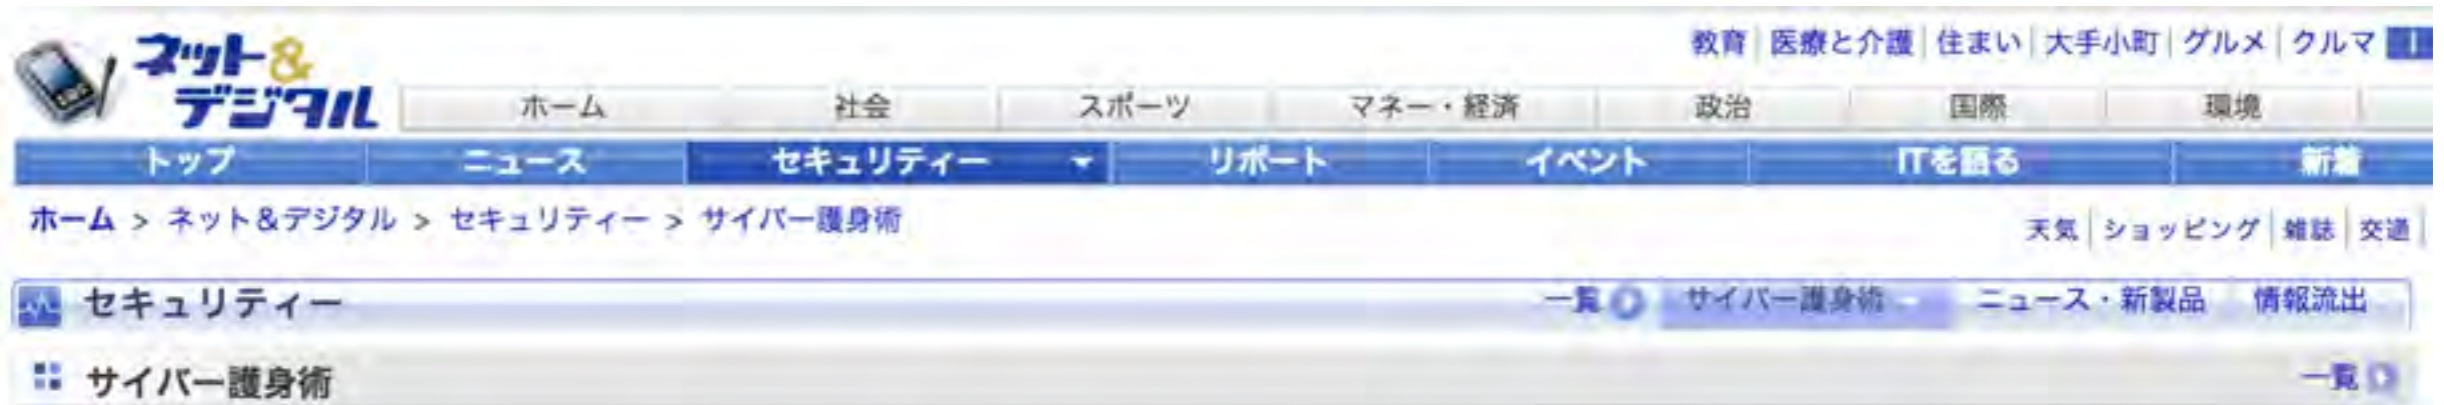 ネット&
デジタル
教育 医療と介護 住まい 大手小町 グルメ クルマ
ホーム 社会 スポーツ マネー・経済 政治 国際 環境
トップ ニュース セキュリティー リポート イベント ITを語る 新着
ホーム > ネット&デジタル > セキュリティー > サイバー護身術
天気 ショッピング 雑誌 交通
セキュリティー 一覧 サイバー護身術 ニュース・新製品 情報流出
サイバー護身術 一覧